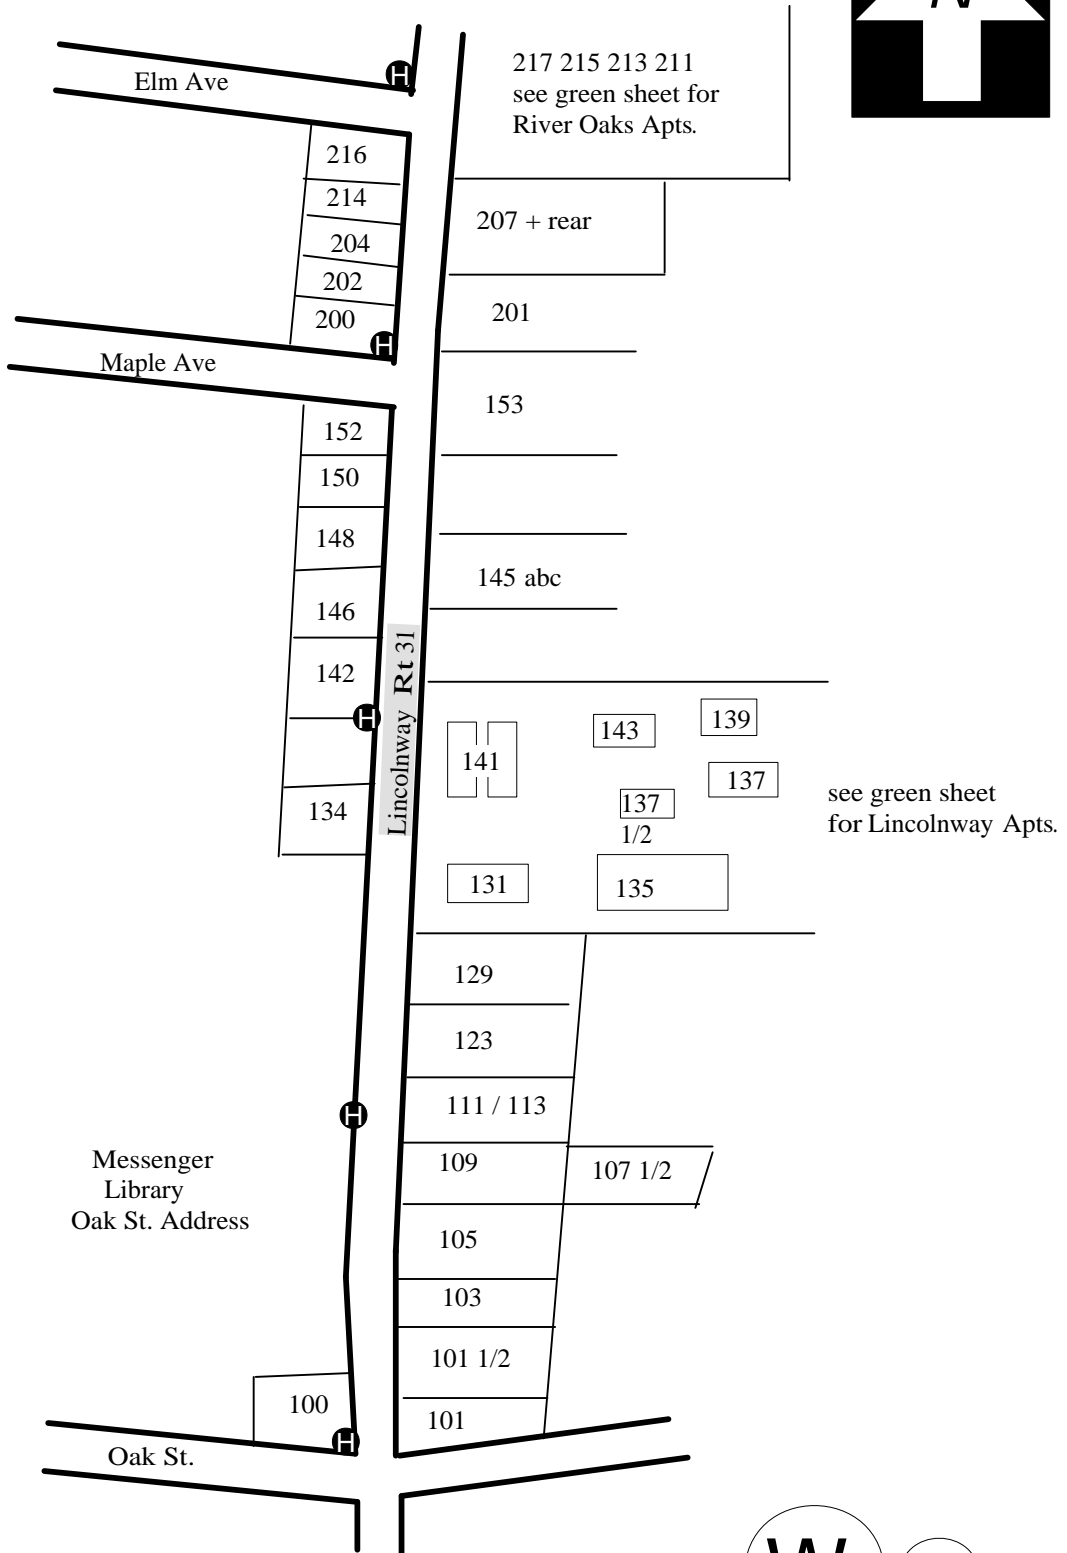 N
217 215 213 211
see green sheet for
River Oaks Apts.
H
Elm Ave
216
214
207 + rear
204
202
201
200
H
Maple Ave
153
152
150
148
145 abc
146
142
Lincolnway Rt 31
H
139
143
141
137
see green sheet
for Lincolnway Apts.
137
1/2
134
131
135
129
123
111 / 113
H
Messenger
Library
Oak St. Address
109
107 1/2
105
103
101 1/2
100
101
H
Oak St.
W